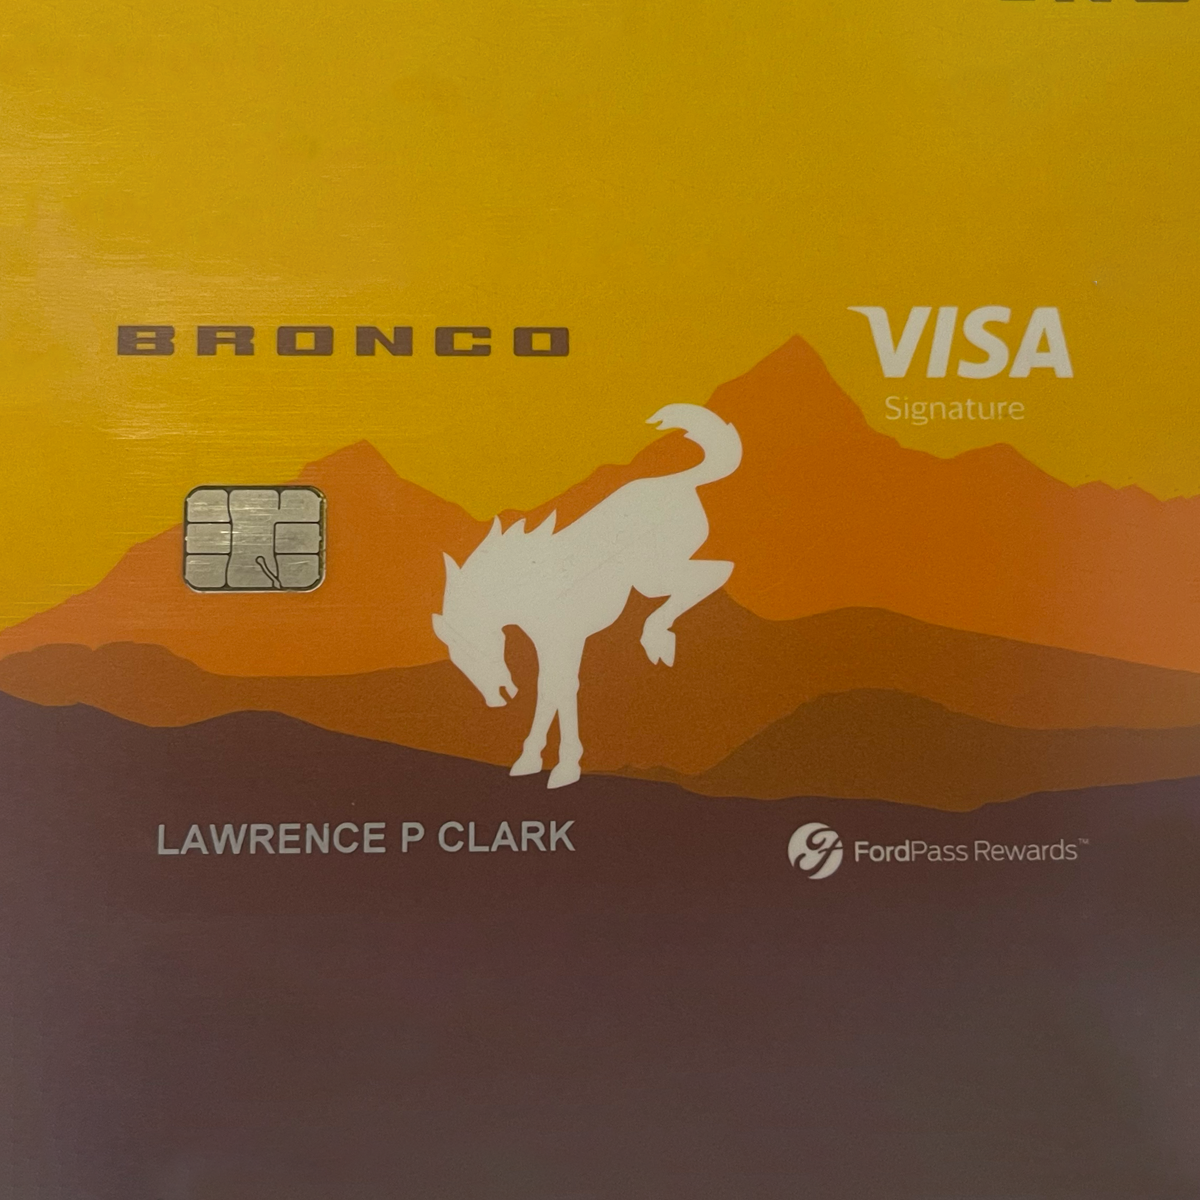 BRONCO
VISA
Signature
LAWRENCE P CLARK
FordPass Rewards™